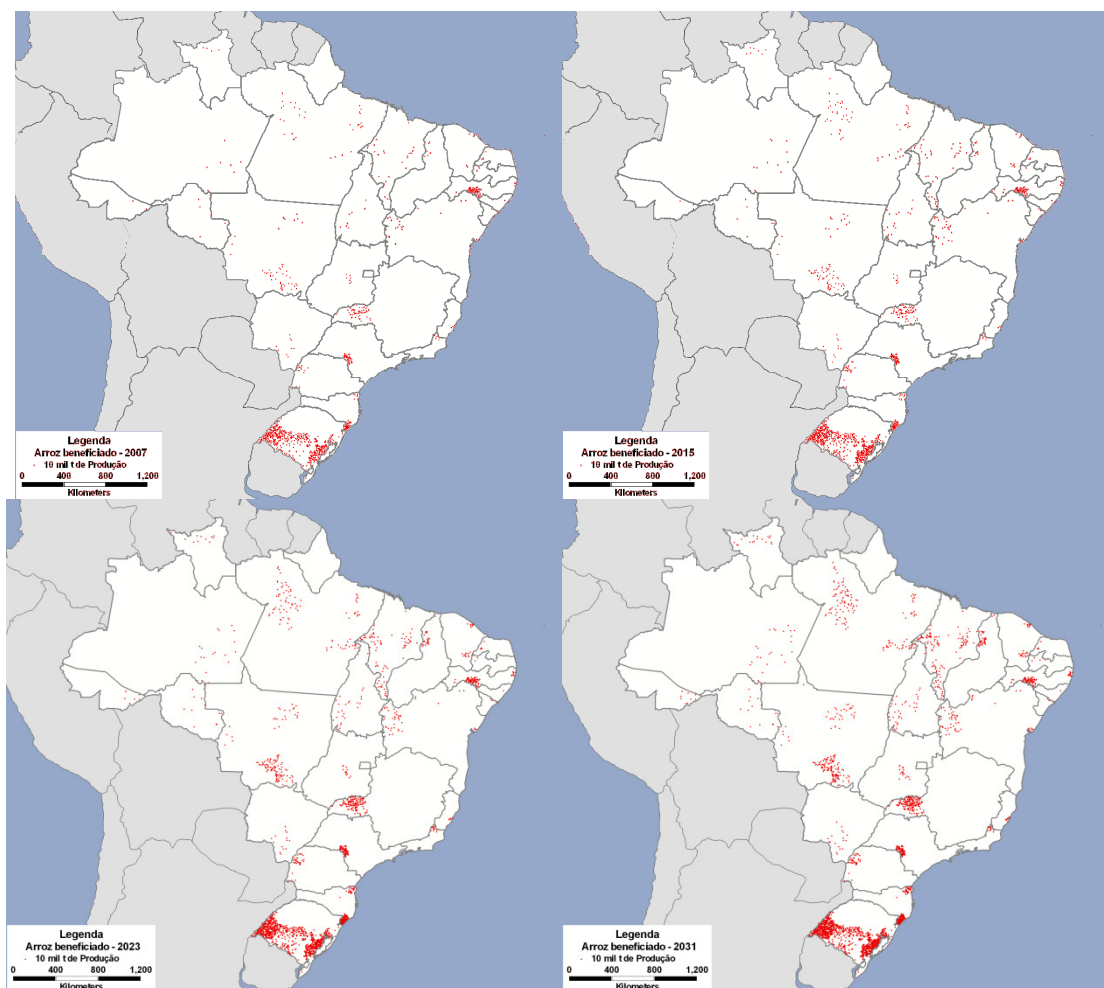 Legenda
Arroz beneficiado - 2007
10 mil t de Produção
0 400 800 1,200
Kilometers
Legenda
Arroz beneficiado - 2015
10 mil t de Produção
0 400 800 1,200
Kilometers
Legenda
Arroz beneficiado - 2023
10 mil t de Produção
0 400 800 1,200
Kilometers
Legenda
Arroz beneficiado - 2031
10 mil t de Produção
0 400 800 1,200
Kilometers